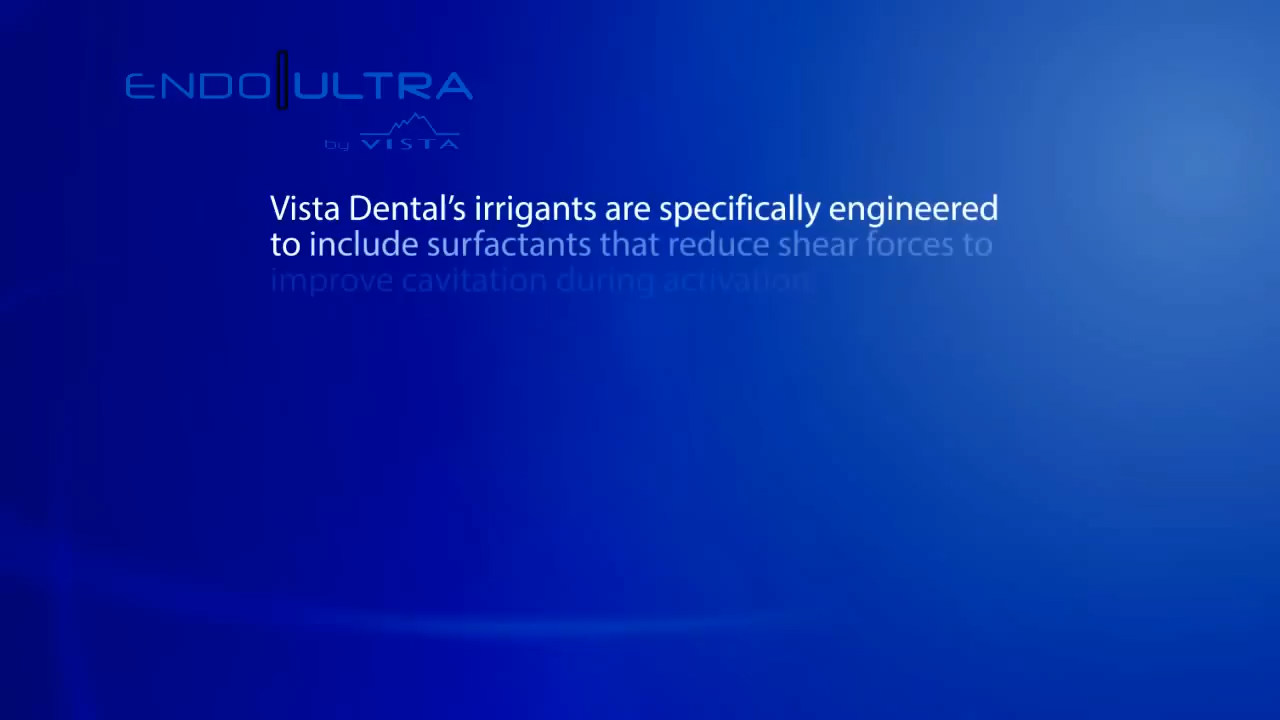 ENDO ULTRA
by VISTA
Vista Dental’s irrigants are specifically engineered
to include surfactants that reduce shear forces to
improve cavitation during activation